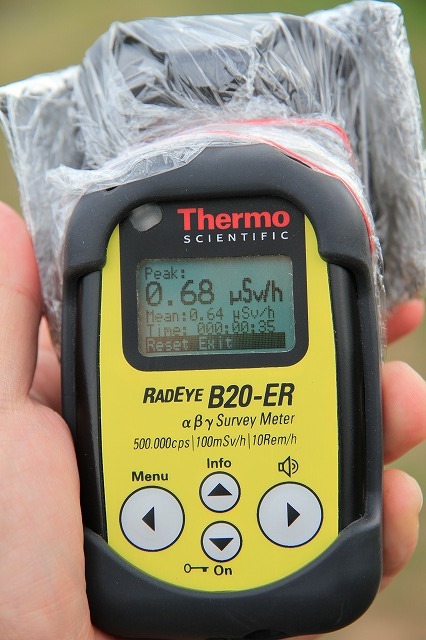 Thermo
SCIENTIFIC
Peak:
0.68 µSv/h
Mean:0.64 µSv/h
Time: 000:00:35
Reset Exit
RADEYE B20-ER
α β γ Survey Meter
500.000cps|100mSv/h|10Rem/h
Info
Menu
On